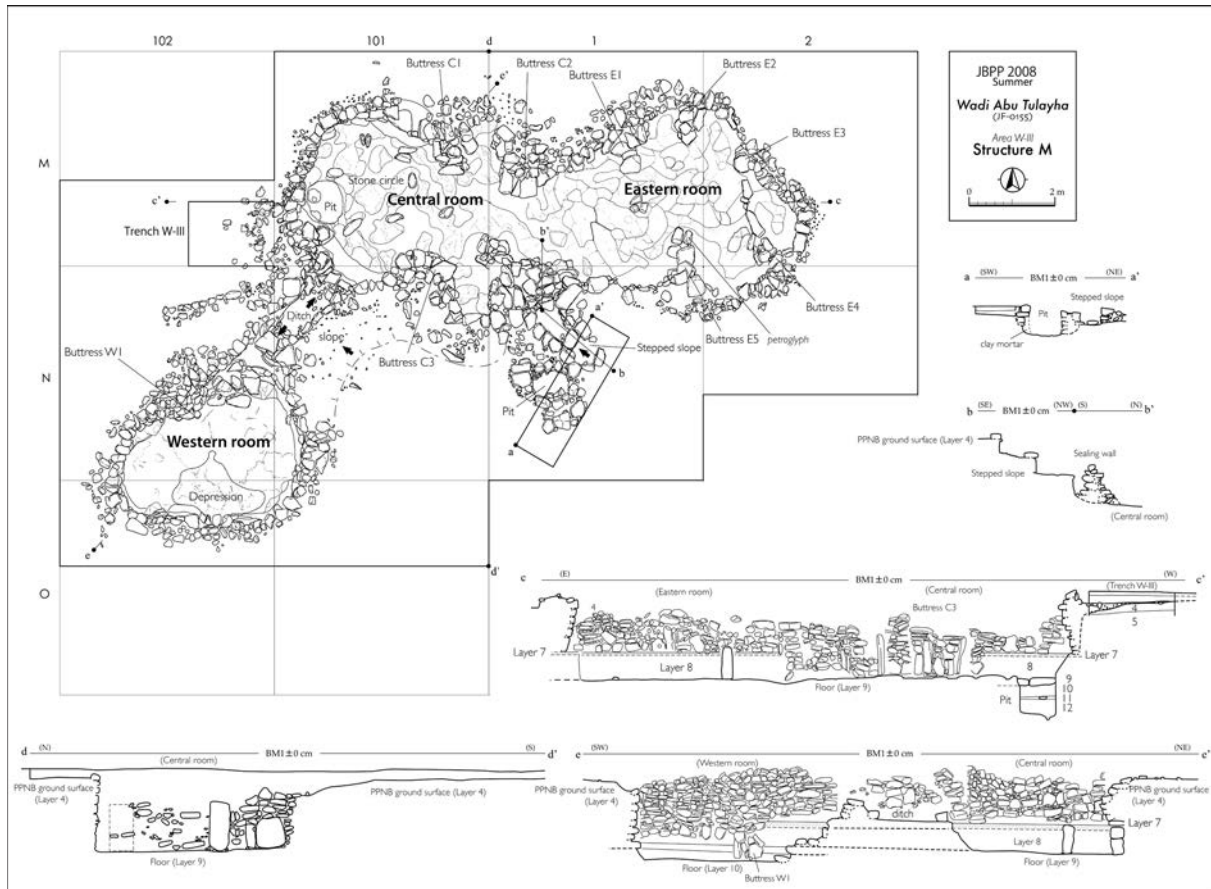 102
101
d
1
2
Buttress C1
c'
Buttress C2
Buttress E1
Buttress E2
Buttress E3
M
Stone circle
Pit
Central room
Eastern room
c'
c
b'
Trench W-III
Ditch
slope
a'
Buttress E4
Buttress C3
Stepped slope
Buttress E5
petroglyph
Buttress W1
N
b
Pit
a
Western room
Depression
e
d'
O
JBPP 2008
Summer
Wadi Abu Tulayha
(JF-0155)
Area W-III
Structure M
0
2 m
a
(SW)
BM1±0 cm
(NE)
a'
Stepped slope
Pit
clay mortar
b
(SE)
BM1±0 cm
(NW)
(S)
(N)
b'
PPNB ground surface (Layer 4)
Sealing wall
Stepped slope
(Central room)
c
(E)
BM1±0 cm
(W)
c'
(Eastern room)
(Central room)
(Trench W-III)
4
Buttress C3
4
5
Layer 7
Layer 7
Layer 8
8
Floor (Layer 9)
9
10
Pit
11
12
d
(N)
BM1±0 cm
(S)
d'
(Central room)
PPNB ground surface
(Layer 4)
PPNB ground surface (Layer 4)
Floor (Layer 9)
e
(SW)
BM1±0 cm
(NE)
e'
(Western room)
(Central room)
PPNB ground surface
(Layer 4)
PPNB ground surface
(Layer 4)
ditch
Layer 7
Layer 8
Floor (Layer 10)
Floor (Layer 9)
Buttress W1